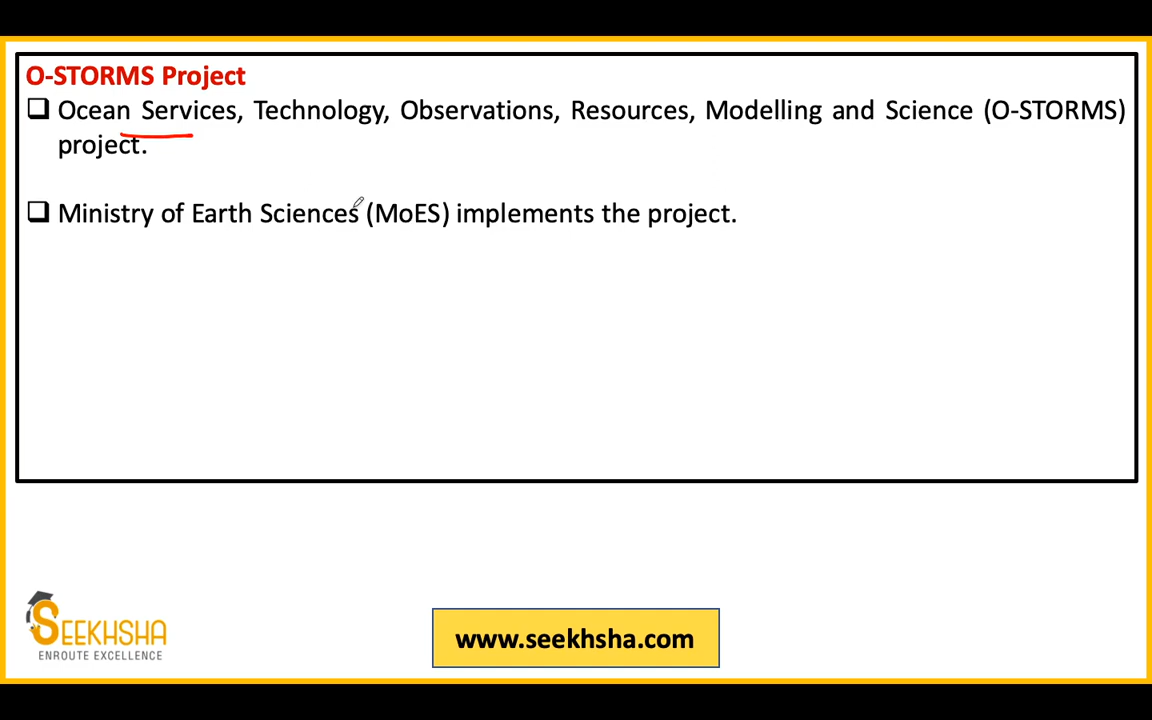 O-STORMS Project
Ocean Services, Technology, Observations, Resources, Modelling and Science (O-STORMS)
project.
Ministry of Earth Sciences (MoES) implements the project.
SEEKHSHA
ENROUTE EXCELLENCE
www.seekhsha.com